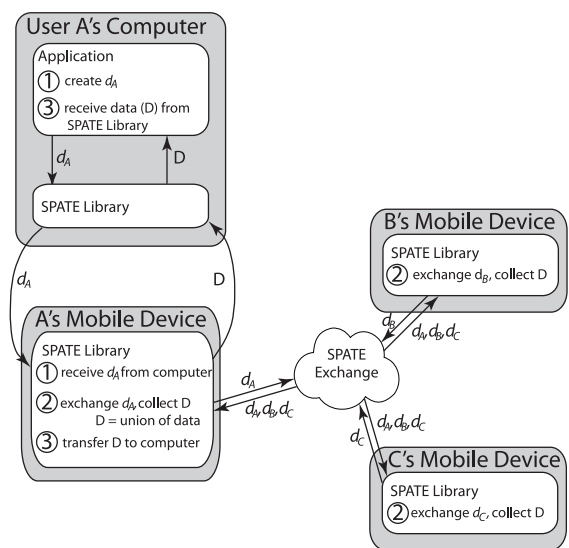 User A's Computer
Application
① create dA
③ receive data (D) from
SPATE Library
dA
D
SPATE Library
dA
D
A's Mobile Device
SPATE Library
① receive dA from computer
② exchange dA, collect D
D = union of data
③ transfer D to computer
dA
dA,dB,dC
SPATE
Exchange
B's Mobile Device
SPATE Library
② exchange dB, collect D
dB
dA,dB,dC
dC
dA,dB,dC
C's Mobile Device
SPATE Library
② exchange dC, collect D